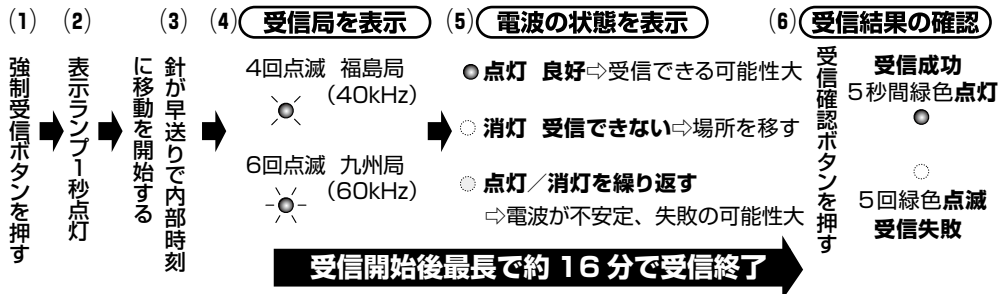 (1)
強制受信ボタンを押す
(2)
表示ランプ1秒点灯
(3)
針が早送りで内部時刻
に移動を開始する
(4) 受信局を表示
4回点滅 福島局
(40kHz)
6回点滅 九州局
(60kHz)
(5) 電波の状態を表示
点灯 良好⇨受信できる可能性大
消灯 受信できない⇨場所を移す
点灯／消灯を繰り返す
⇨電波が不安定、失敗の可能性大
(6) 受信結果の確認
受信確認ボタンを押す
受信成功
5秒間緑色点灯
5回緑色点滅
受信失敗
受信開始後最長で約 16 分で受信終了